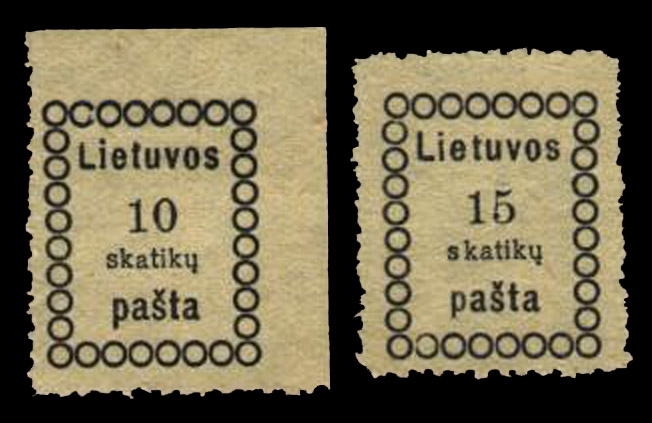 Lietuvos
10
skatikų
pašta
Lietuvos
15
skatikų
pašta